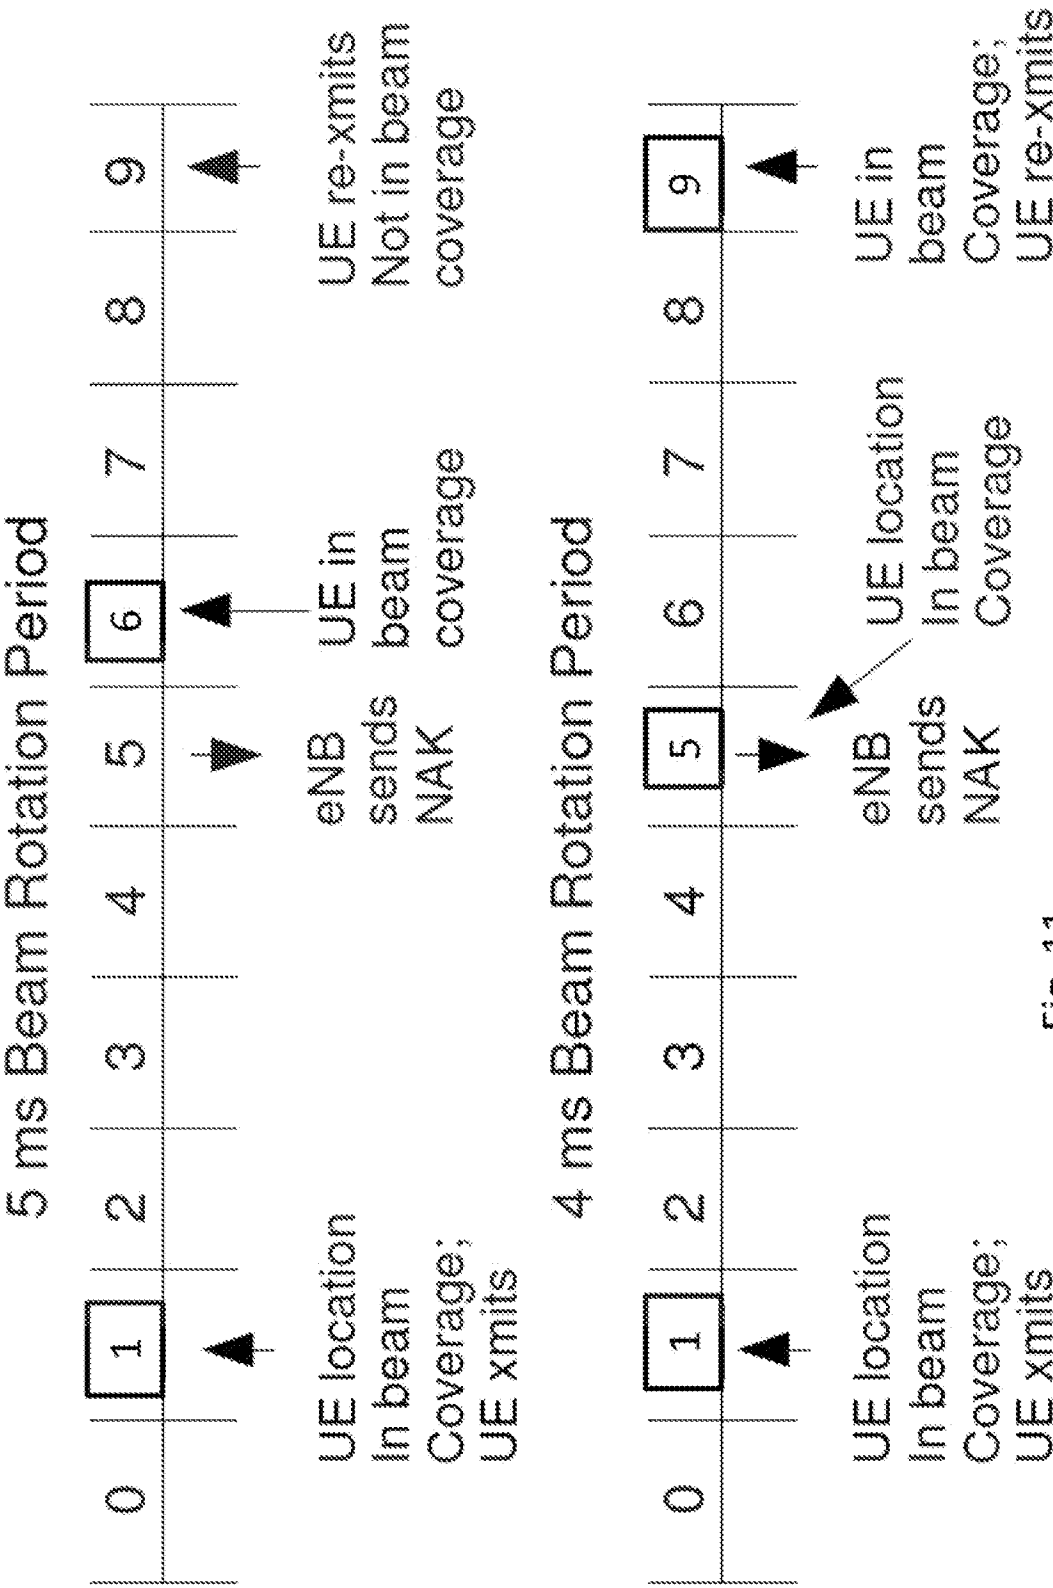 5 ms Beam Rotation Period
0 1 2 3 4 5 6 7 8 9
UE location
In beam
Coverage;
UE xmits
eNB
sends
NAK
UE in
beam
coverage
UE re-xmits
Not in beam
coverage
4 ms Beam Rotation Period
0 1 2 3 4 5 6 7 8 9
UE location
In beam
Coverage;
UE xmits
eNB
sends
NAK
UE location
In beam
Coverage
UE in
beam
Coverage;
UE re-xmits